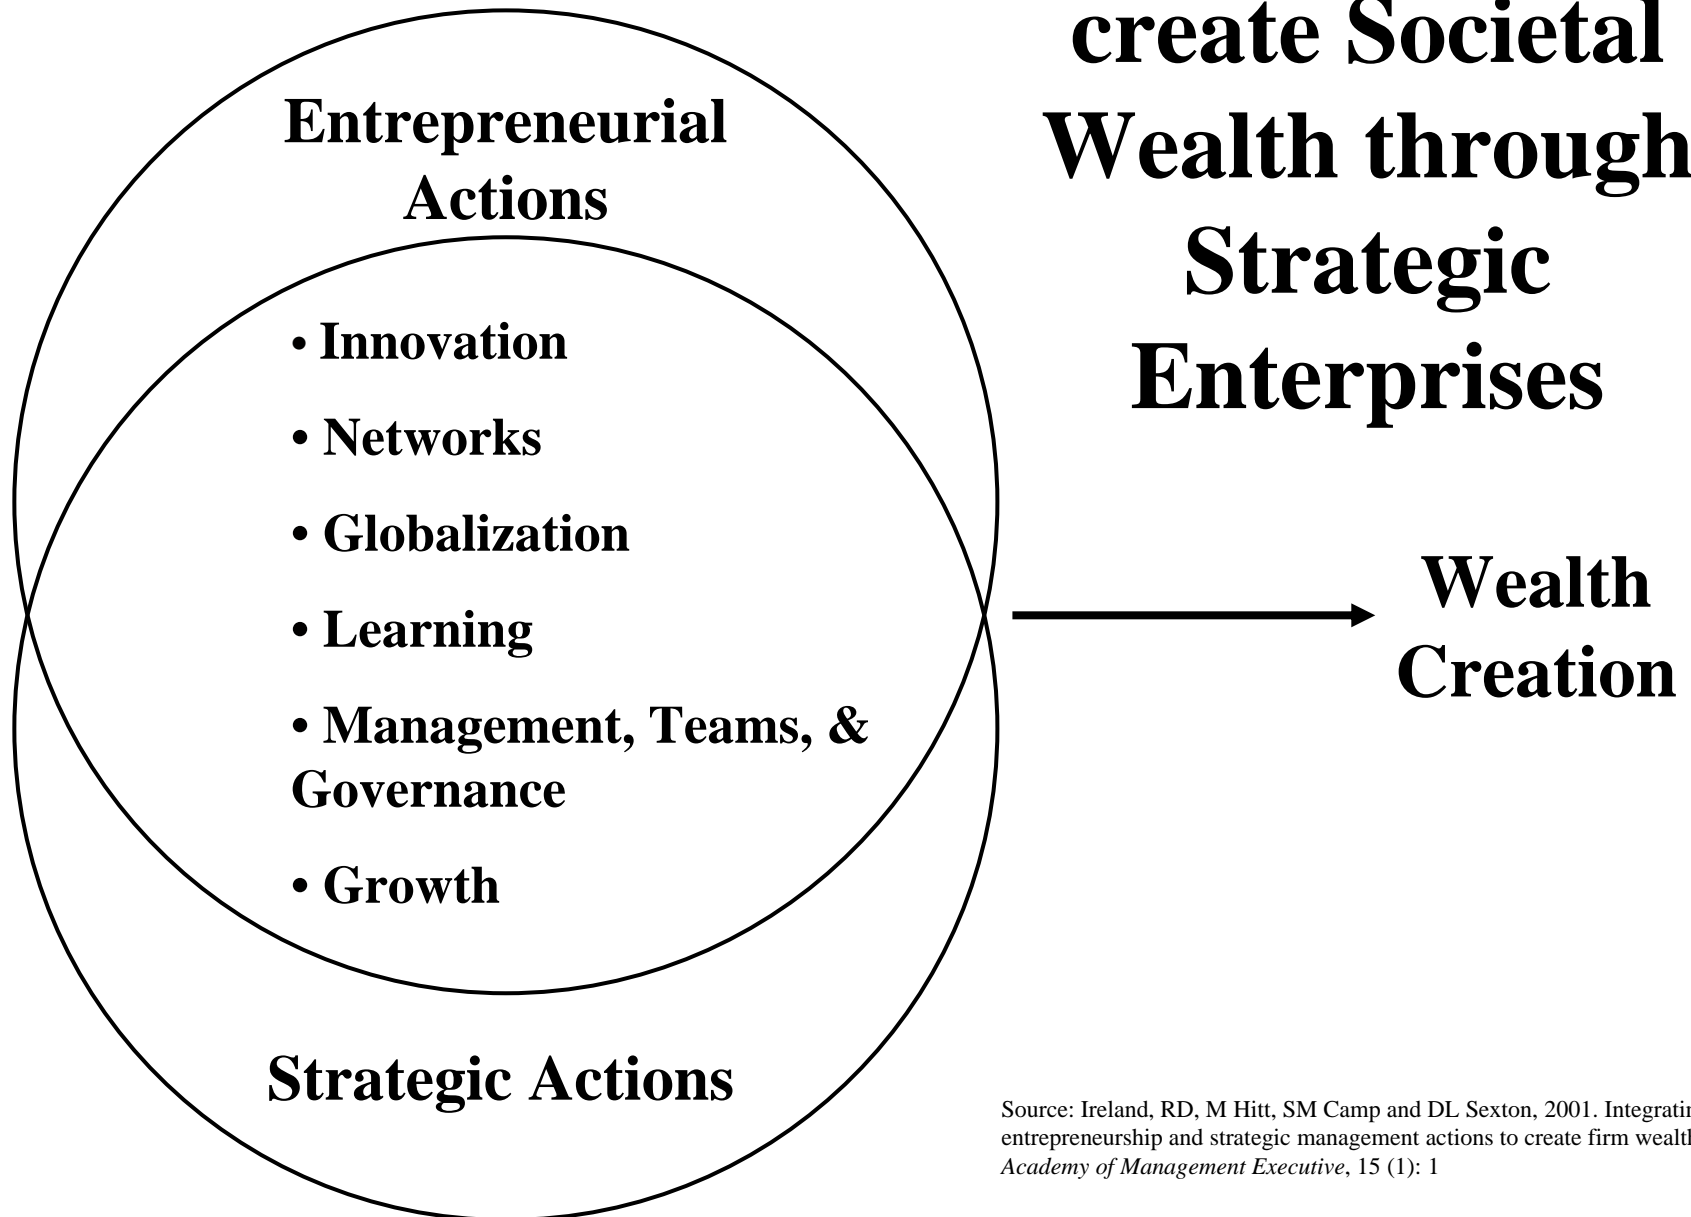 create Societal
Wealth through
Strategic
Enterprises
Entrepreneurial
Actions
• Innovation
• Networks
• Globalization
• Learning
• Management, Teams, &
Governance
• Growth
Strategic Actions
Wealth
Creation
Source: Ireland, RD, M Hitt, SM Camp and DL Sexton, 2001. Integratin
entrepreneurship and strategic management actions to create firm wealth
Academy of Management Executive, 15 (1): 1